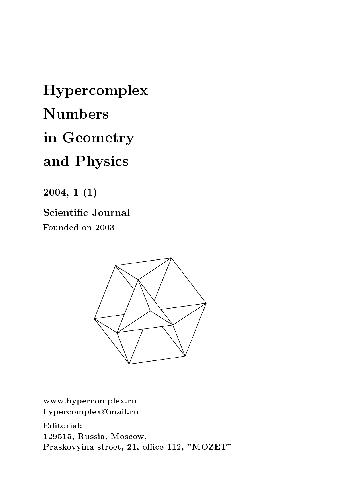 Hypercomplex
Numbers
in Geometry
and Physics
2004, 1 (1)
Scientific Journal
Founded on 2003
www.hypercomplex.ru
hypercomplex@mail.ru
Editorial:
129515, Russia, Moscow,
Praskovyina street, 21, office 112, "MOZET"